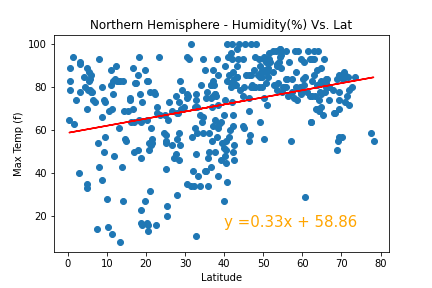 Northern Hemisphere - Humidity(%) Vs. Lat
100
80
60
40
20
Max Temp (f)
y =0.33x + 58.86
0 10 20 30 40 50 60 70 80
Latitude